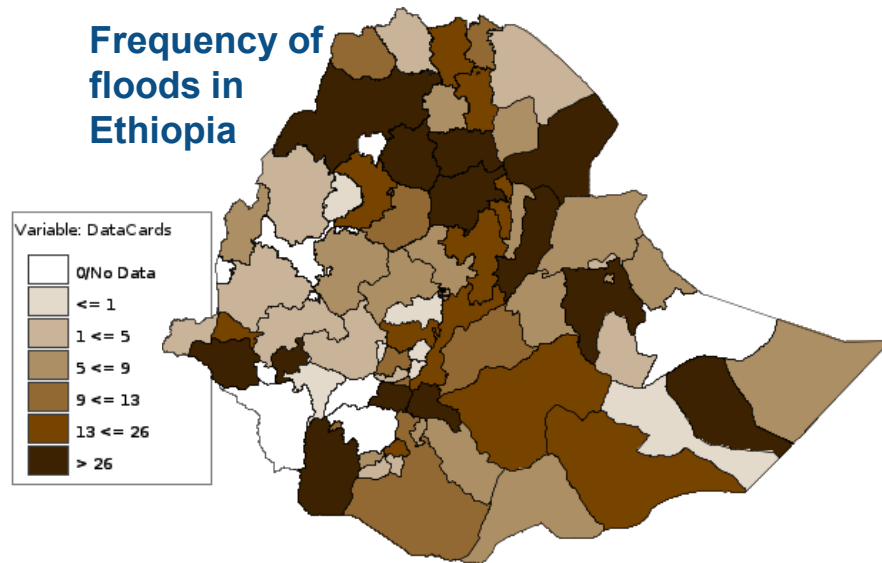 Frequency of
floods in
Ethiopia
Variable: DataCards
0/No Data
<= 1
1 <= 5
5 <= 9
9 <= 13
13 <= 26
> 26